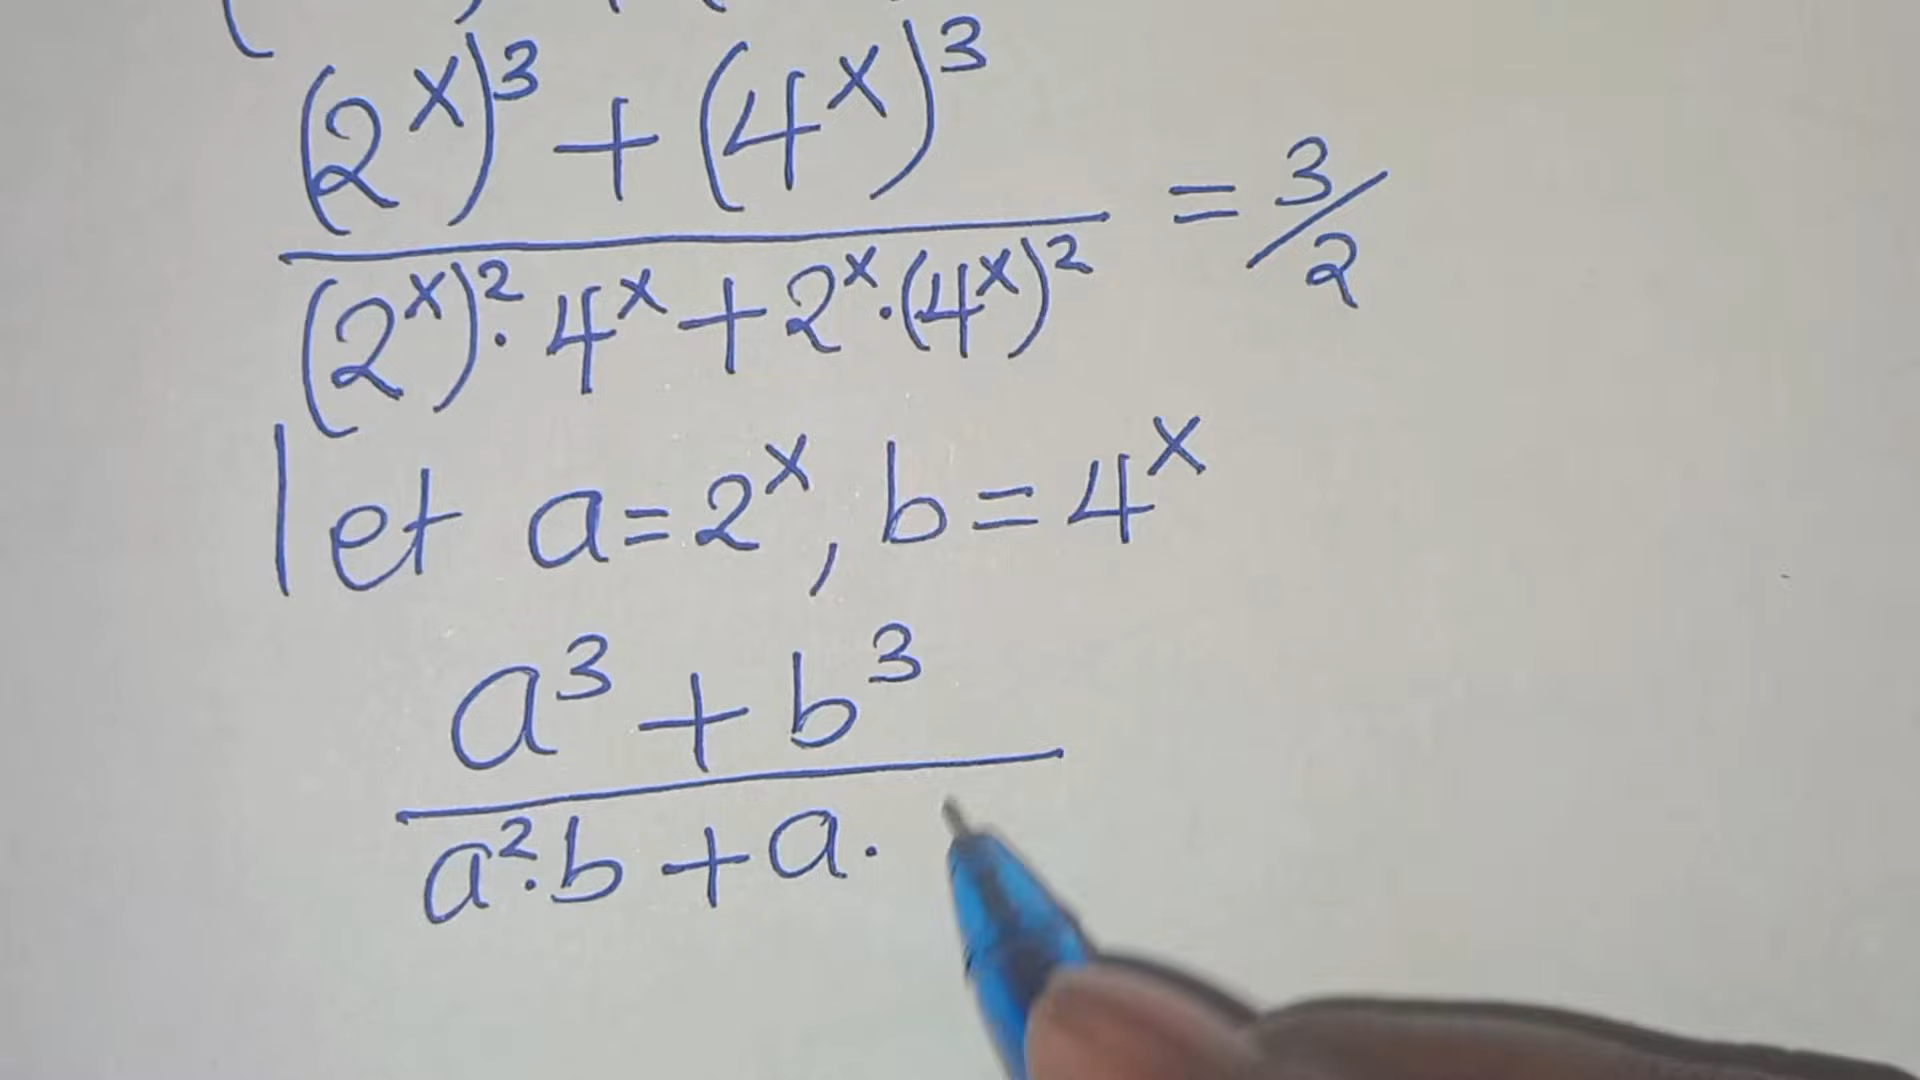 (2^x)^3 + (4^x)^3
= 3/2
(2^x)^2 · 4^x + 2^x · (4^x)^2
let a = 2^x, b = 4^x
a^3 + b^3
a^2 · b + a ·